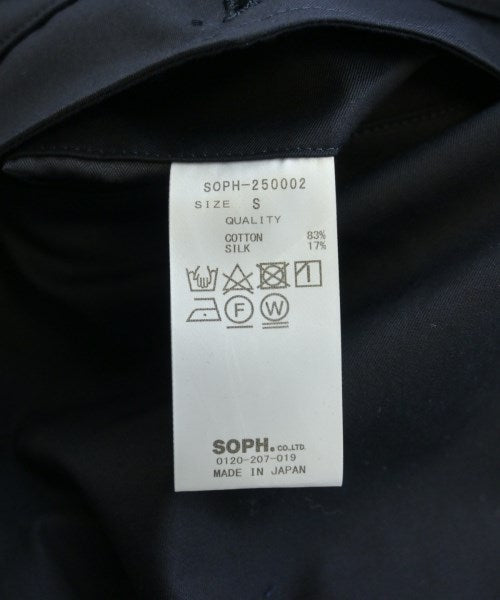 SOPH-250002
SIZE S
QUALITY
COTTON 83%
SILK 17%
F W
SOPH. CO.,LTD.
0120-207-019
MADE IN JAPAN